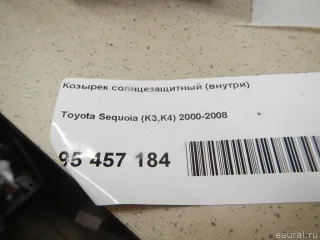 Козырек солнцезащитный (внутри)
Toyota Sequoia (K3,K4) 2000-2008
95 457 184
eaural.ru